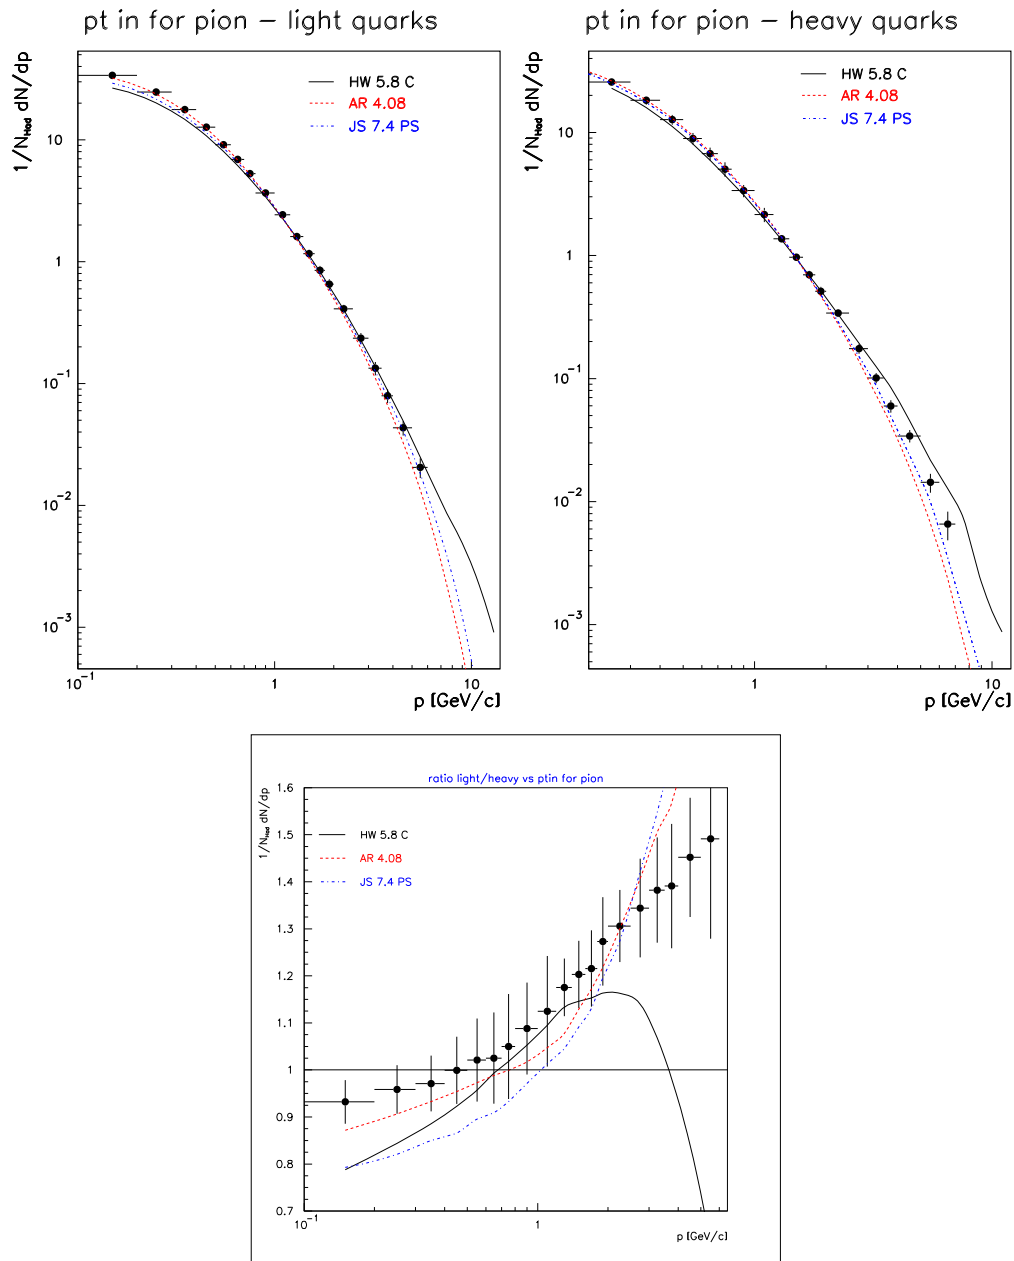 pt in for pion – light quarks
1/N_Had dN/dp
HW 5.8 C
AR 4.08
JS 7.4 PS
10
1
10^-1
10^-2
10^-3
10^-1
1
10
p [GeV/c]
pt in for pion – heavy quarks
1/N_Had dN/dp
HW 5.8 C
AR 4.08
JS 7.4 PS
10
1
10^-1
10^-2
10^-3
1
10
p [GeV/c]
ratio light/heavy vs ptin for pion
1/N_Had dN/dp
HW 5.8 C
AR 4.08
JS 7.4 PS
1.6
1.5
1.4
1.3
1.2
1.1
1
0.9
0.8
0.7
10^-1
1
p [GeV/c]